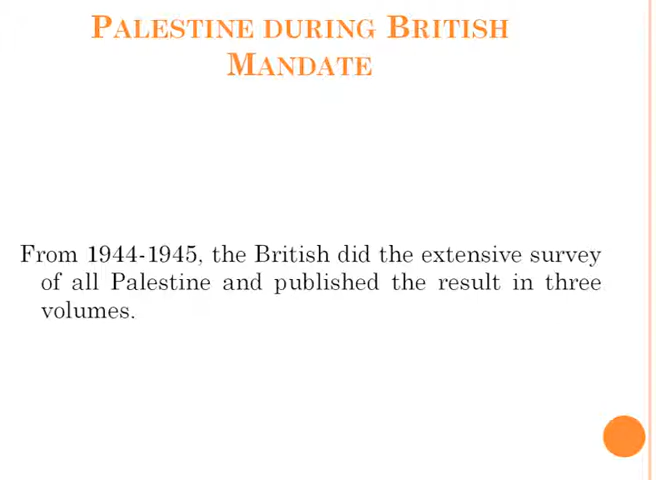 PALESTINE DURING BRITISH
MANDATE
From 1944-1945, the British did the extensive survey
of all Palestine and published the result in three
volumes.